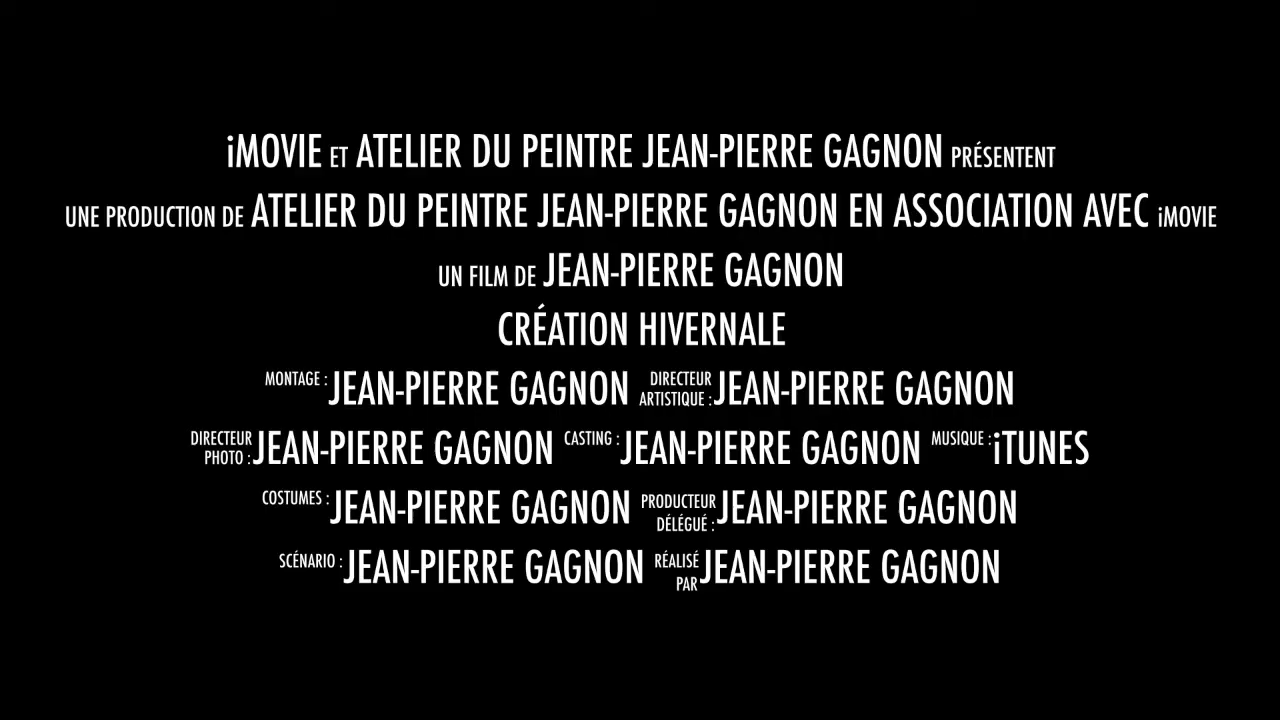 iMOVIE ET ATELIER DU PEINTRE JEAN-PIERRE GAGNON PRÉSENTENT
UNE PRODUCTION DE ATELIER DU PEINTRE JEAN-PIERRE GAGNON EN ASSOCIATION AVEC iMOVIE
UN FILM DE JEAN-PIERRE GAGNON
CRÉATION HIVERNALE
MONTAGE : JEAN-PIERRE GAGNON DIRECTEUR ARTISTIQUE : JEAN-PIERRE GAGNON
DIRECTEUR PHOTO : JEAN-PIERRE GAGNON CASTING : JEAN-PIERRE GAGNON MUSIQUE : iTUNES
COSTUMES : JEAN-PIERRE GAGNON PRODUCTEUR DÉLÉGUÉ : JEAN-PIERRE GAGNON
SCÉNARIO : JEAN-PIERRE GAGNON RÉALISÉ PAR JEAN-PIERRE GAGNON